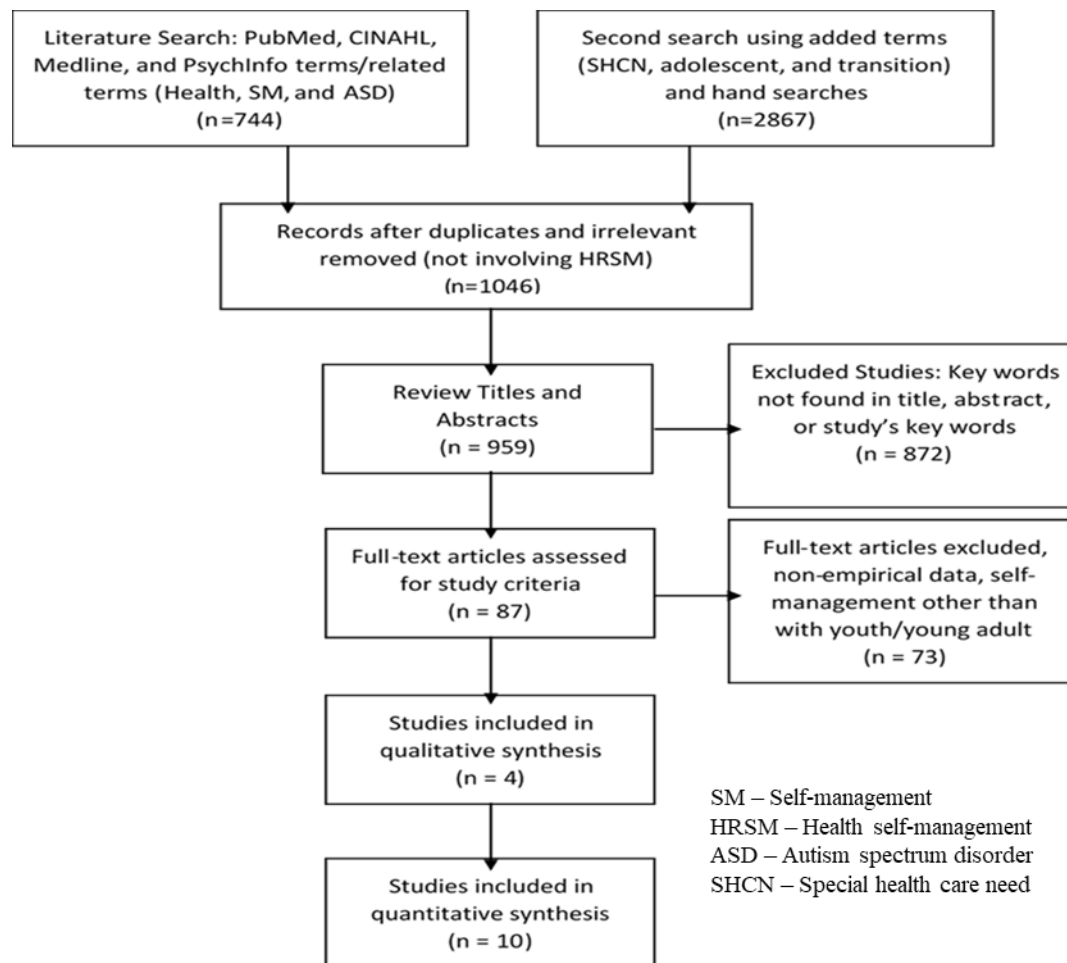 Literature Search: PubMed, CINAHL,
Medline, and PsychInfo terms/related
terms (Health, SM, and ASD)
(n=744)
Second search using added terms
(SHCN, adolescent, and transition)
and hand searches
(n=2867)
Records after duplicates and irrelevant
removed (not involving HRSM)
(n=1046)
Review Titles and
Abstracts
(n = 959)
Excluded Studies: Key words
not found in title, abstract,
or study's key words
(n = 872)
Full-text articles assessed
for study criteria
(n = 87)
Full-text articles excluded,
non-empirical data, self-
management other than
with youth/young adult
(n = 73)
Studies included in
qualitative synthesis
(n = 4)
Studies included in
quantitative synthesis
(n = 10)
SM – Self-management
HRSM – Health self-management
ASD – Autism spectrum disorder
SHCN – Special health care need